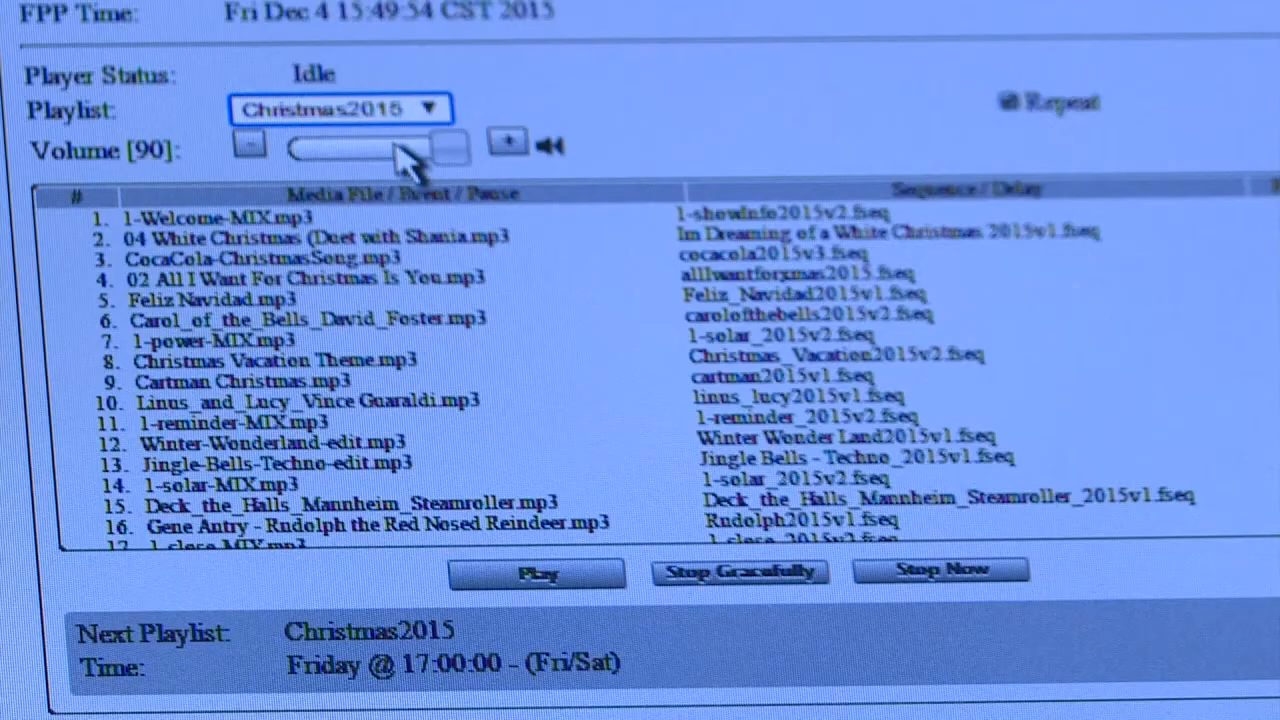 FPP Time: Fri Dec 4 15:49:54 CST 2015
Player Status: Idle
Playlist: Christmas2015
Repeat
Volume [90]: - +
# Media File / Event / Pause Sequence / Delay
1. 1-Welcome-MIX.mp3 1-showinfo2015v2.fseq
2. 04 White Christmas (Duet with Shania.mp3 Im Dreaming of a White Christmas 2015v1.fseq
3. CocaCola-ChristmasSong.mp3 cocacola2015v3.fseq
4. 02 All I Want For Christmas Is You.mp3 allIwantforxmas2015.fseq
5. Feliz Navidad.mp3 Feliz_Navidad2015v1.fseq
6. Carol_of_the_Bells_David_Foster.mp3 carolofthebells2015v2.fseq
7. 1-power-MIX.mp3 1-solar_2015v2.fseq
8. Christmas Vacation Theme.mp3 Christmas_Vacation2015v2.fseq
9. Cartman Christmas.mp3 cartman2015v1.fseq
10. Linus_and_Lucy_Vince Guaraldi.mp3 linus_lucy2015v1.fseq
11. 1-reminder-MIX.mp3 1-reminder_2015v2.fseq
12. Winter-Wonderland-edit.mp3 Winter Wonder Land2015v1.fseq
13. Jingle-Bells-Techno-edit.mp3 Jingle Bells - Techno_2015v1.fseq
14. 1-solar-MIX.mp3 1-solar_2015v2.fseq
15. Deck_the_Halls_Mannheim_Steamroller.mp3 Deck_the_Halls_Mannheim_Steamroller_2015v1.fseq
16. Gene Autry - Rudolph the Red Nosed Reindeer.mp3 Rudolph2015v1.fseq
17. 1-close-MIX.mp3 1-close_2015v2.fseq
Play Stop Gracefully Stop Now
Next Playlist: Christmas2015
Time: Friday @ 17:00:00 - (Fri/Sat)